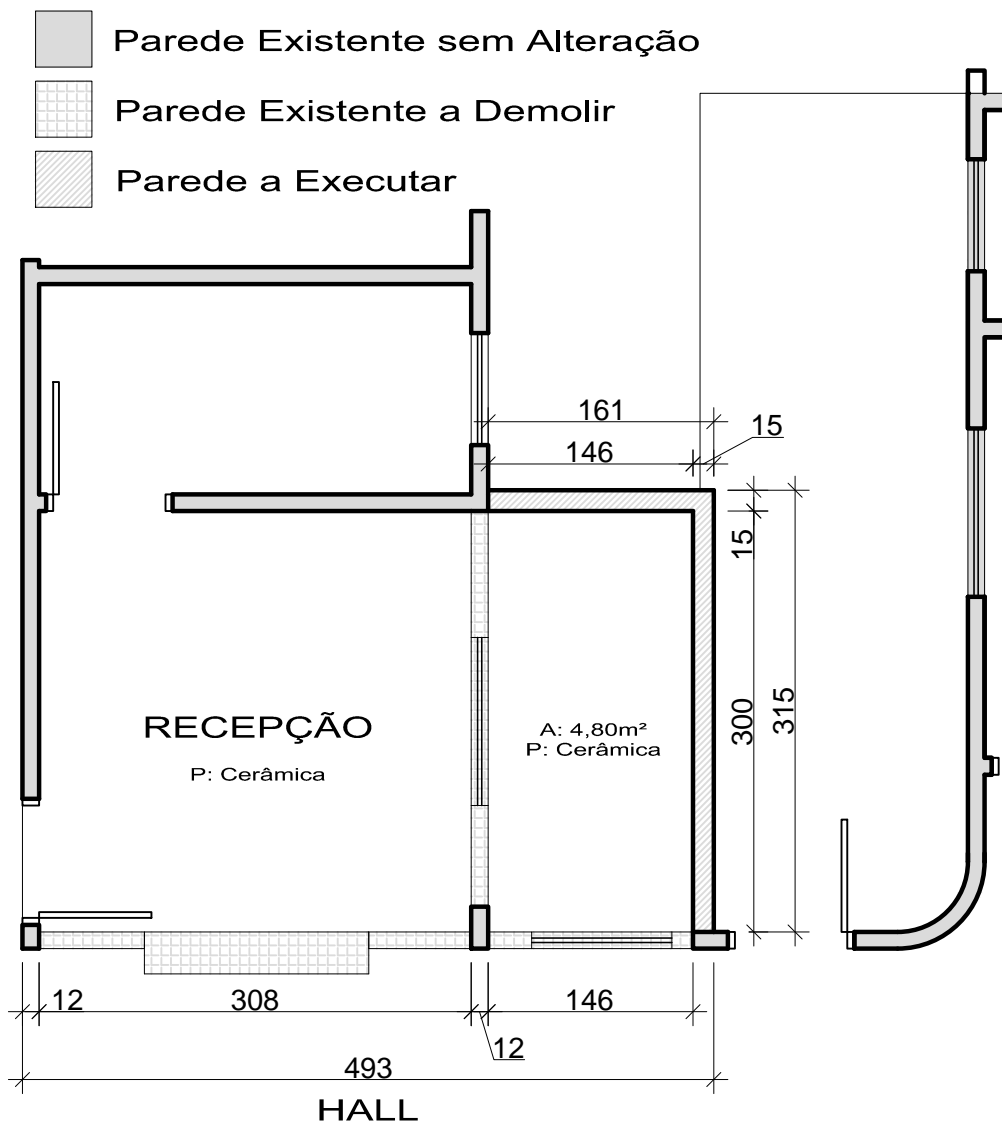 Parede Existente sem Alteração
Parede Existente a Demolir
Parede a Executar
161
15
146
15
300
315
RECEPÇÃO
P: Cerâmica
A: 4,80m²
P: Cerâmica
12
308
146
12
493
HALL